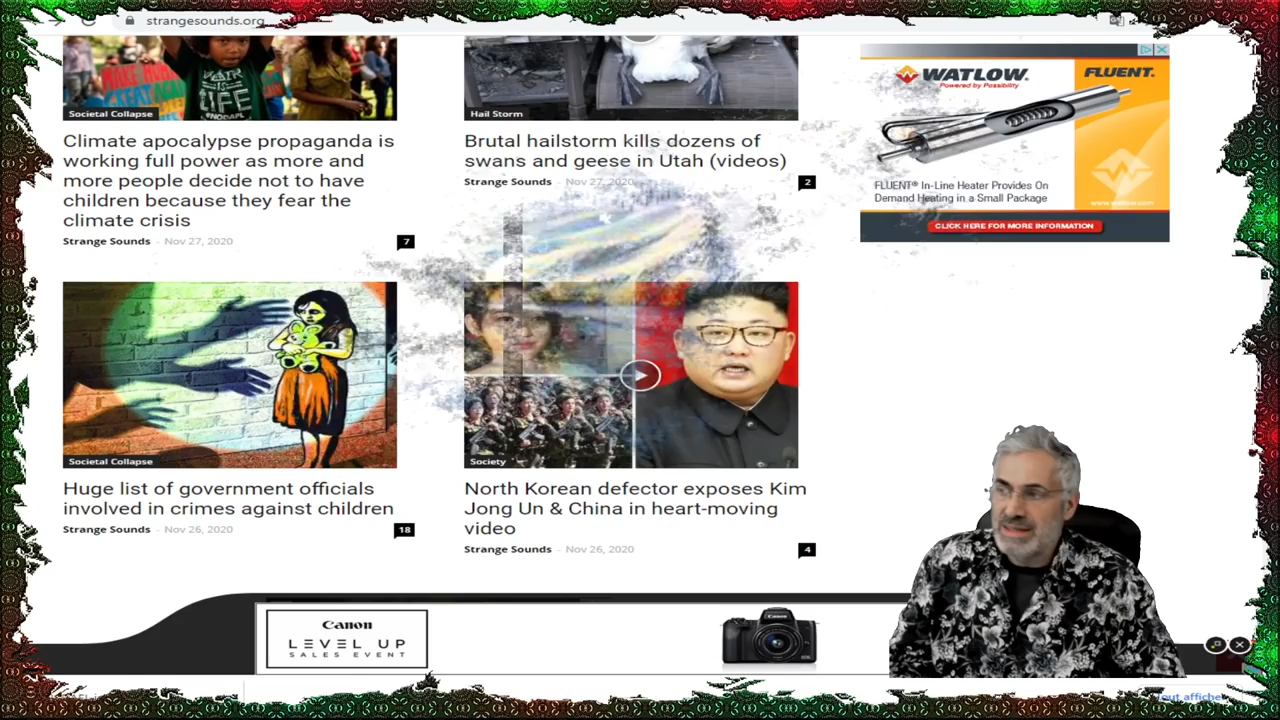 strangesounds.org
LIFE
Societal Collapse
Climate apocalypse propaganda is
working full power as more and
more people decide not to have
children because they fear the
climate crisis
Strange Sounds - Nov 27, 2020
7
Hail Storm
Brutal hailstorm kills dozens of
swans and geese in Utah (videos)
Strange Sounds - Nov 27, 2020
2
WATLOW.
Powered by Possibility
FLUENT.
FLUENT® In-Line Heater Provides On
Demand Heating in a Small Package
www.watlow.com
CLICK HERE FOR MORE INFORMATION
Societal Collapse
Huge list of government officials
involved in crimes against children
Strange Sounds - Nov 26, 2020
18
Society
North Korean defector exposes Kim
Jong Un & China in heart-moving
video
Strange Sounds - Nov 26, 2020
4
Canon
LEVEL UP
SALES EVENT